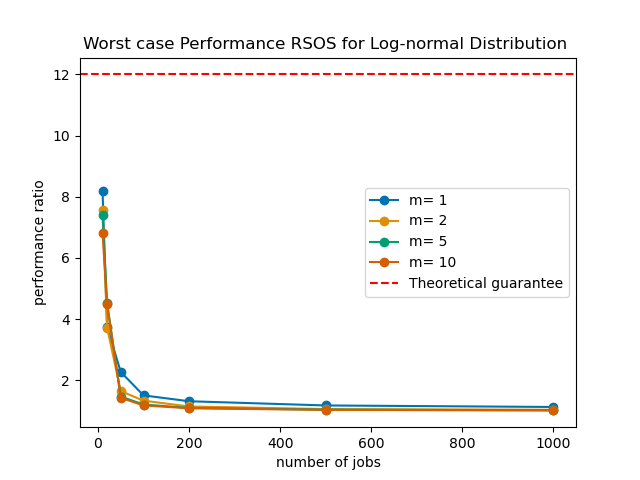 Worst case Performance RSOS for Log-normal Distribution
12
10
8
6
4
2
performance ratio
m= 1
m= 2
m= 5
m= 10
Theoretical guarantee
0 200 400 600 800 1000
number of jobs